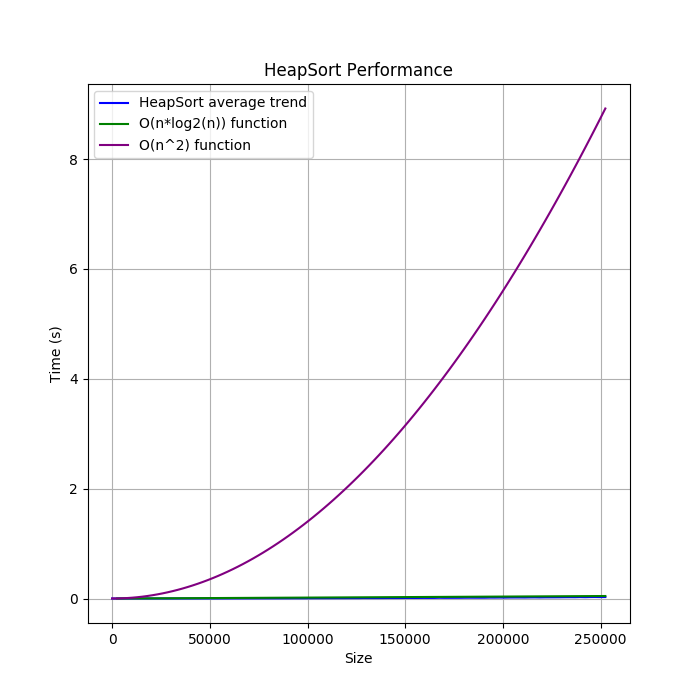 HeapSort Performance
HeapSort average trend
O(n*log2(n)) function
O(n^2) function
Time (s)
8
6
4
2
0
0 50000 100000 150000 200000 250000
Size